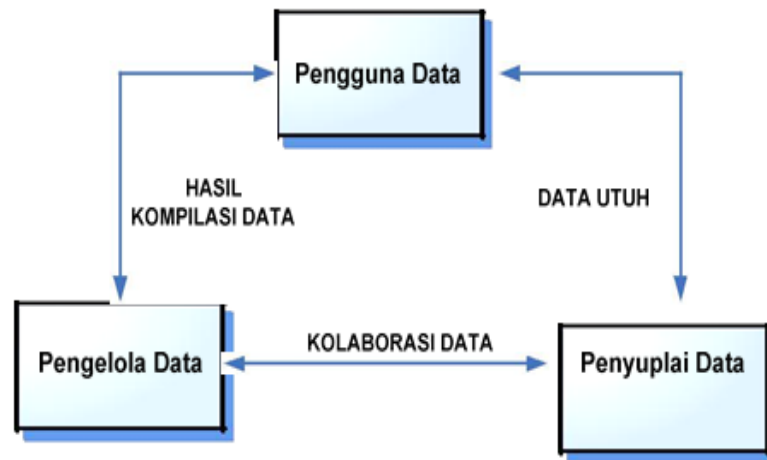 Pengguna Data
HASIL
KOMPILASI DATA
DATA UTUH
KOLABORASI DATA
Pengelola Data
Penyuplai Data